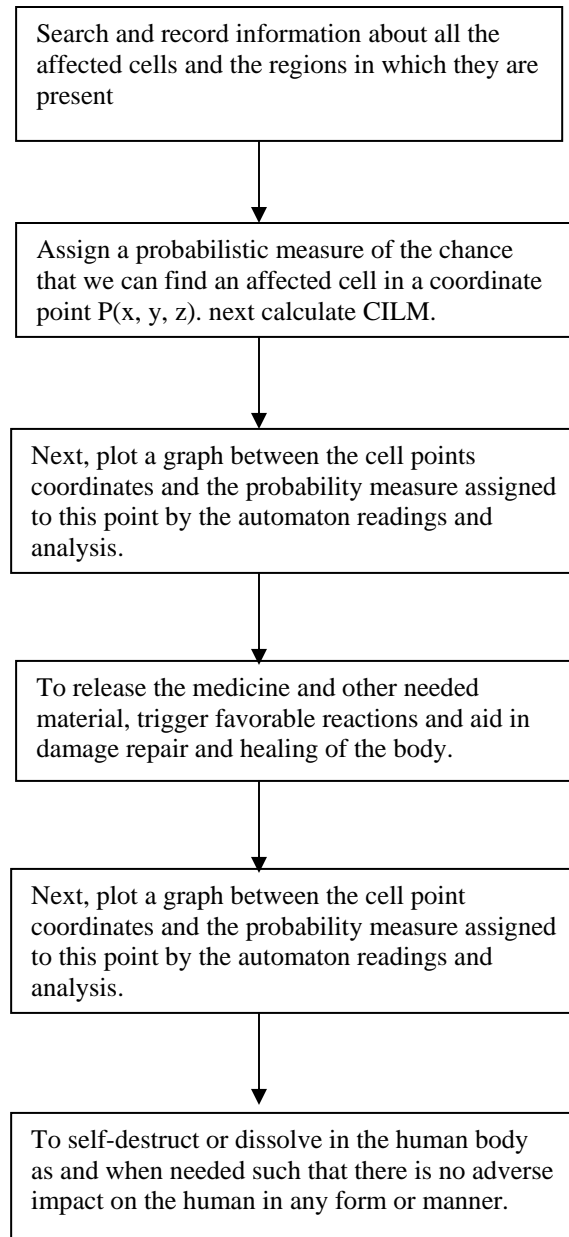 Search and record information about all the
affected cells and the regions in which they are
present
Assign a probabilistic measure of the chance
that we can find an affected cell in a coordinate
point P(x, y, z). next calculate CILM.
Next, plot a graph between the cell points
coordinates and the probability measure assigned
to this point by the automaton readings and
analysis.
To release the medicine and other needed
material, trigger favorable reactions and aid in
damage repair and healing of the body.
Next, plot a graph between the cell point
coordinates and the probability measure assigned
to this point by the automaton readings and
analysis.
To self-destruct or dissolve in the human body
as and when needed such that there is no adverse
impact on the human in any form or manner.